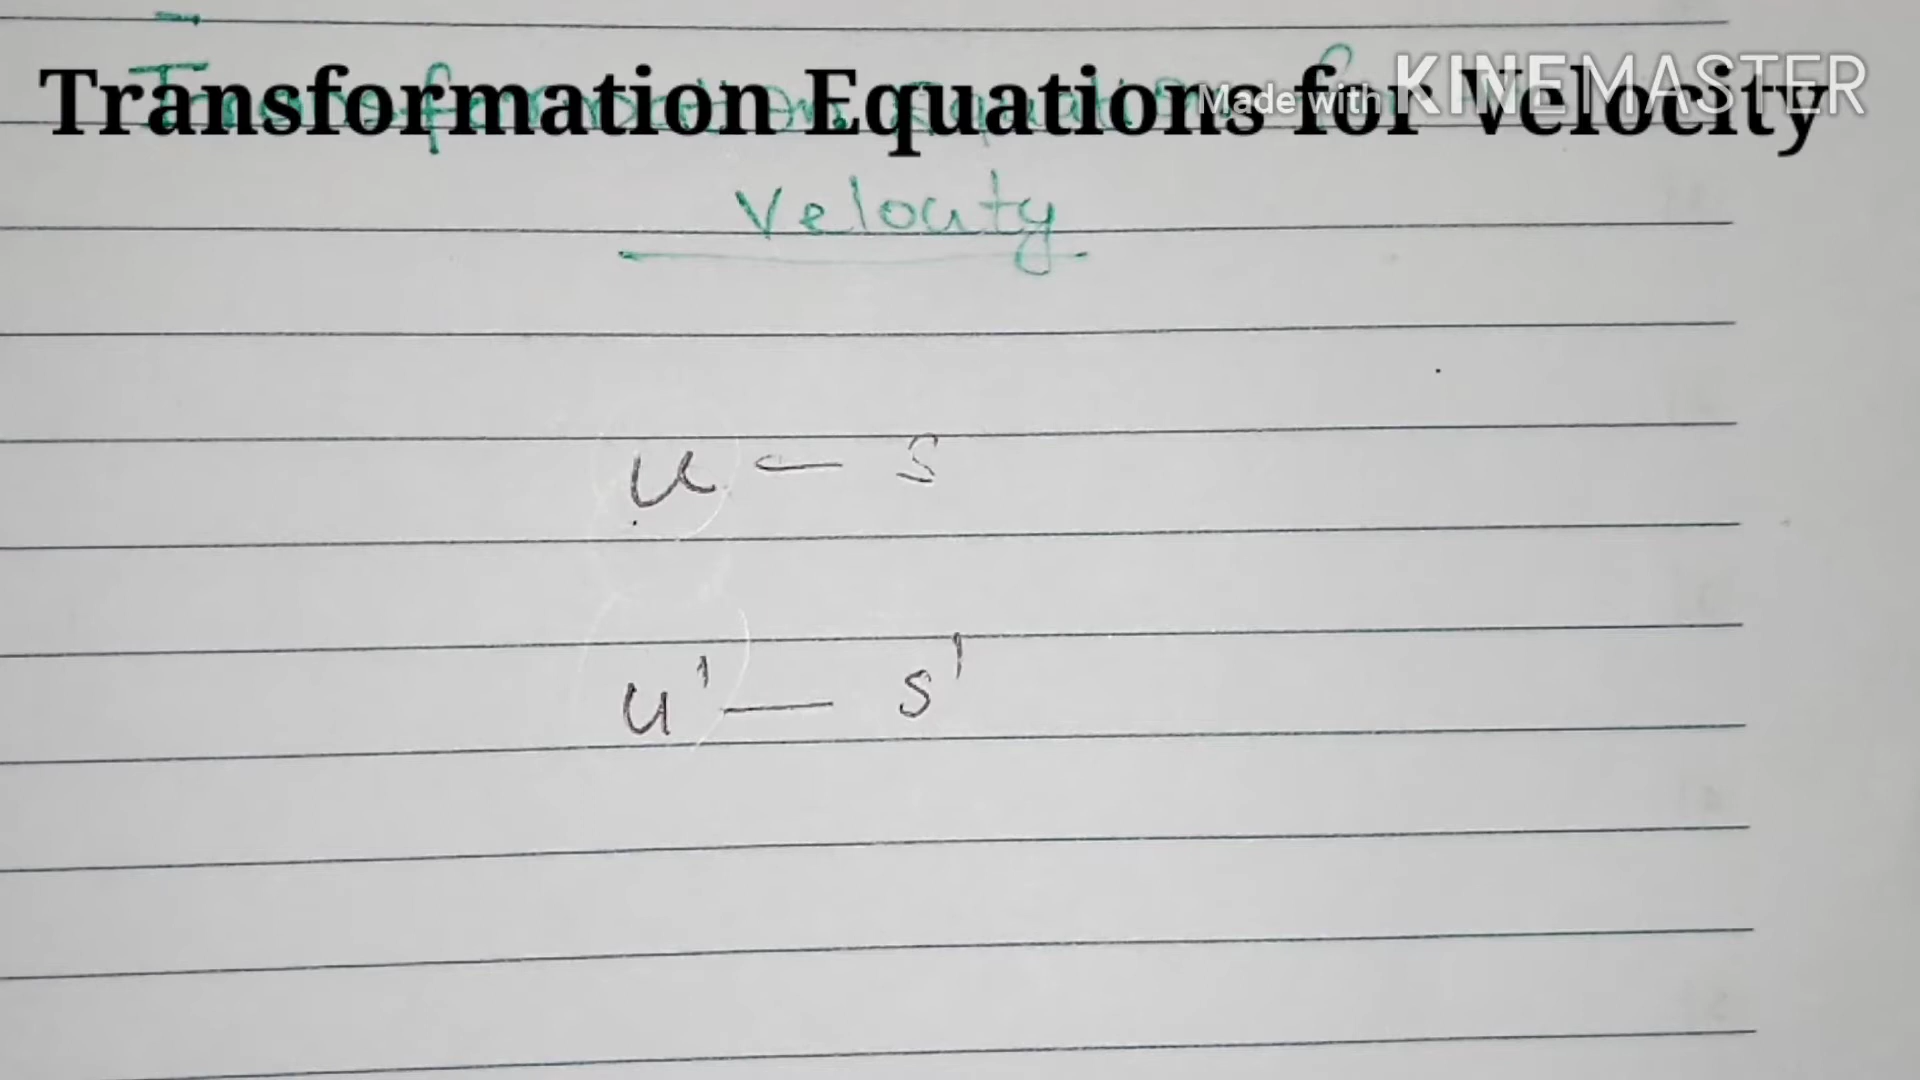 Transformation Equations for Velocity
Made with KINEMASTER
Velocity
u — s
u' — s'